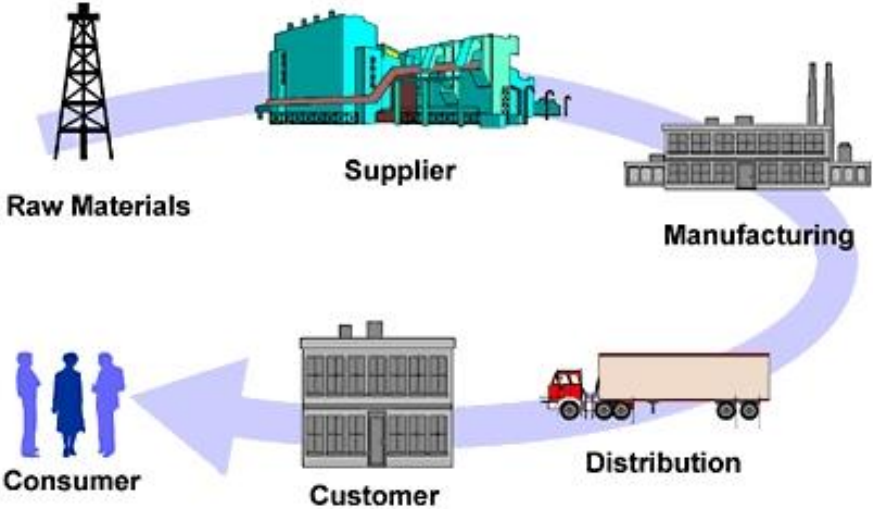 Raw Materials
Supplier
Manufacturing
Distribution
Customer
Consumer